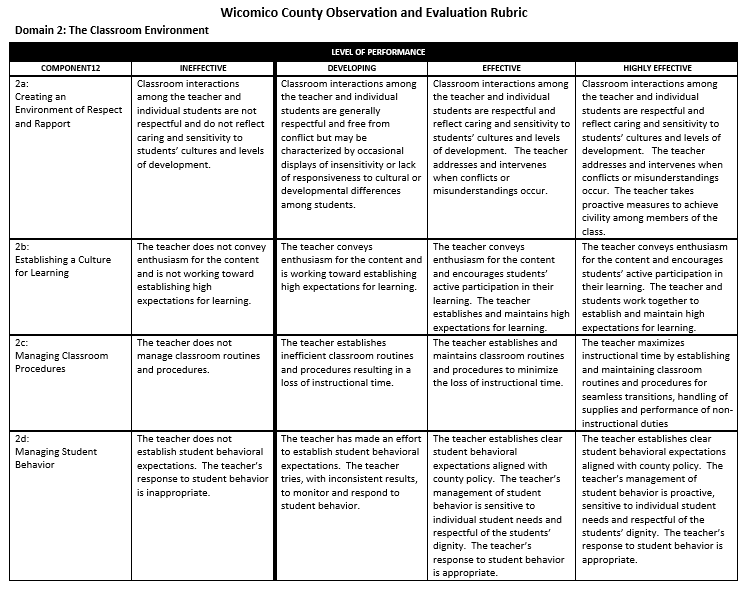 Wicomico County Observation and Evaluation Rubric
Domain 2: The Classroom Environment
LEVEL OF PERFORMANCE
COMPONENT12
INEFFECTIVE
DEVELOPING
EFFECTIVE
HIGHLY EFFECTIVE
2a:
Creating an
Environment of Respect
and Rapport
Classroom interactions
among the teacher and
individual students are not
respectful and do not reflect
caring and sensitivity to
students' cultures and levels
of development.
Classroom interactions among
the teacher and individual
students are generally
respectful and free from
conflict but may be
characterized by occasional
displays of insensitivity or lack
of responsiveness to cultural or
developmental differences
among students.
Classroom interactions
among the teacher and
individual students are
respectful and reflect caring
and sensitivity to students'
cultures and levels of
development. The teacher
addresses and intervenes
when conflicts or
misunderstandings occur.
Classroom interactions among
the teacher and individual
students are respectful and
reflect caring and sensitivity to
students' cultures and levels of
development. The teacher
addresses and intervenes when
conflicts or misunderstandings
occur. The teacher takes
proactive measures to achieve
civility among members of the
class.
2b:
Establishing a Culture
for Learning
The teacher does not convey
enthusiasm for the content
and is not working toward
establishing high
expectations for learning.
The teacher conveys
enthusiasm for the content and
is working toward establishing
high expectations for learning.
The teacher conveys
enthusiasm for the content
and encourages students'
active participation in their
learning. The teacher
establishes and maintains high
expectations for learning.
The teacher conveys enthusiasm
for the content and encourages
students' active participation in
their learning. The teacher and
students work together to
establish and maintain high
expectations for learning.
2c:
Managing Classroom
Procedures
The teacher does not
manage classroom routines
and procedures.
The teacher establishes
inefficient classroom routines
and procedures resulting in a
loss of instructional time.
The teacher establishes and
maintains classroom routines
and procedures to minimize
the loss of instructional time.
The teacher maximizes
instructional time by establishing
and maintaining classroom
routines and procedures for
seamless transitions, handling of
supplies and performance of non-
instructional duties
2d:
Managing Student
Behavior
The teacher does not
establish student behavioral
expectations. The teacher's
response to student behavior
is inappropriate.
The teacher has made an effort
to establish student behavioral
expectations. The teacher
tries, with inconsistent results,
to monitor and respond to
student behavior.
The teacher establishes clear
student behavioral
expectations aligned with
county policy. The teacher's
management of student
behavior is sensitive to
individual student needs and
respectful of the students'
dignity. The teacher's
response to student behavior
is appropriate.
The teacher establishes clear
student behavioral expectations
aligned with county policy. The
teacher's management of
student behavior is proactive,
sensitive to individual student
needs and respectful of the
students' dignity. The teacher's
response to student behavior is
appropriate.